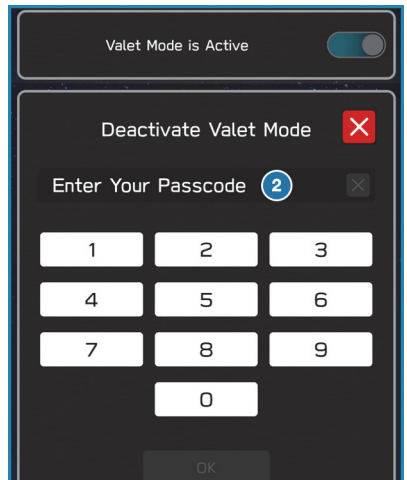 Valet Mode is Active
Deactivate Valet Mode
Enter Your Passcode 2
1 2 3
4 5 6
7 8 9
0
OK